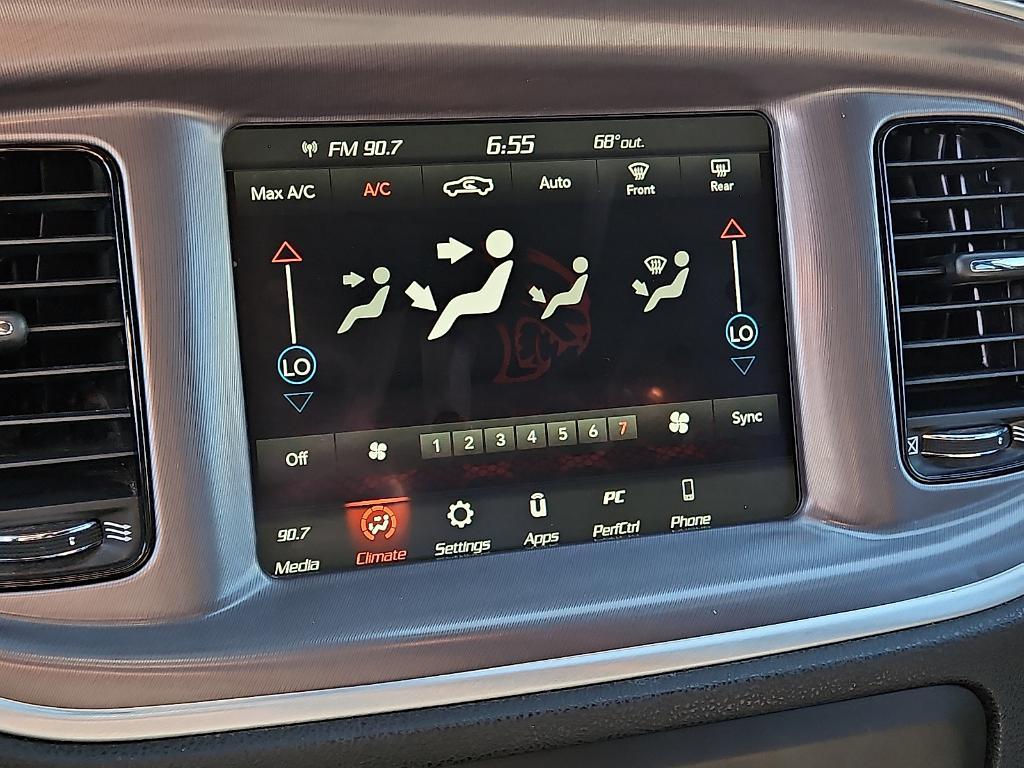 FM 90.7 6:55 68° out.
Max A/C A/C Auto Front Rear
LO LO
Off 1 2 3 4 5 6 7 Sync
90.7 PC
Media Climate Settings Apps PerfCtrl Phone